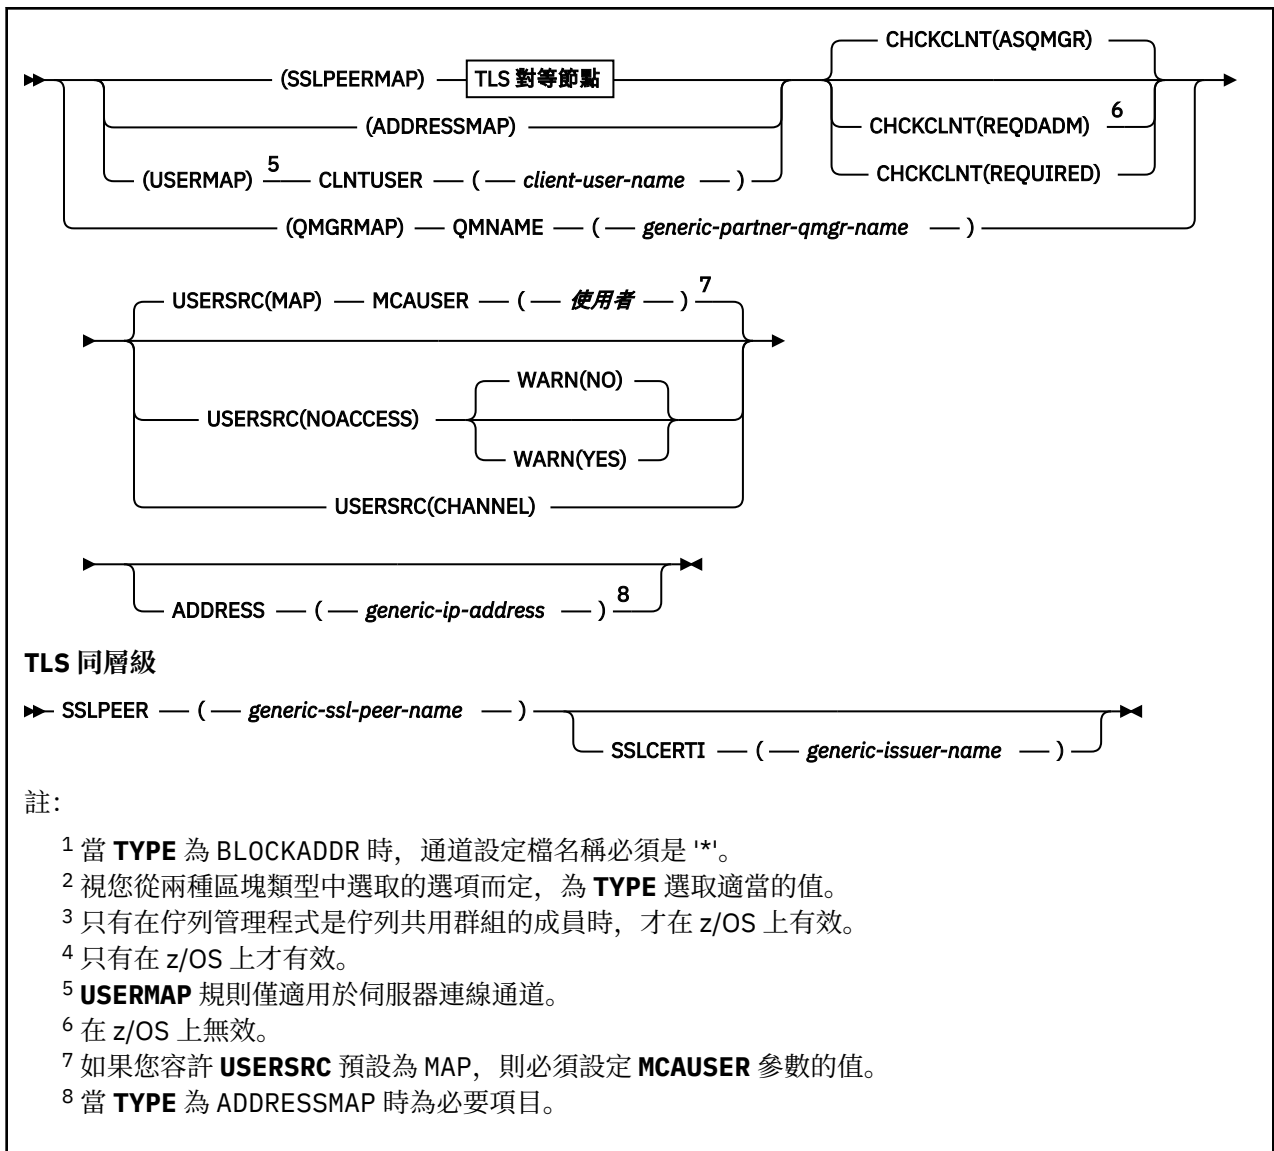 CHCKCLNT(ASQMGR)
(SSLPEERMAP) TLS 對等節點
(ADDRESSMAP) CHCKCLNT(REQDADM) 6
(USERMAP) 5 CLNTUSER ( client-user-name ) CHCKCLNT(REQUIRED)
(QMGRMAP) QMNAME ( generic-partner-qmgr-name )
USERSRC(MAP) MCAUSER ( 使用者 ) 7
WARN(NO)
USERSRC(NOACCESS)
WARN(YES)
USERSRC(CHANNEL)
ADDRESS ( generic-ip-address ) 8
TLS 同層級
SSLPEER ( generic-ssl-peer-name )
SSLCERTI ( generic-issuer-name )
註：
1 當 TYPE 為 BLOCKADDR 時，通道設定檔名稱必須是 '*'。
2 視您從兩種區塊類型中選取的選項而定，為 TYPE 選取適當的值。
3 只有在佇列管理程式是佇列共用群組的成員時，才在 z/OS 上有效。
4 只有在 z/OS 上才有效。
5 USERMAP 規則僅適用於伺服器連線通道。
6 在 z/OS 上無效。
7 如果您容許 USERSRC 預設為 MAP，則必須設定 MCAUSER 參數的值。
8 當 TYPE 為 ADDRESSMAP 時為必要項目。